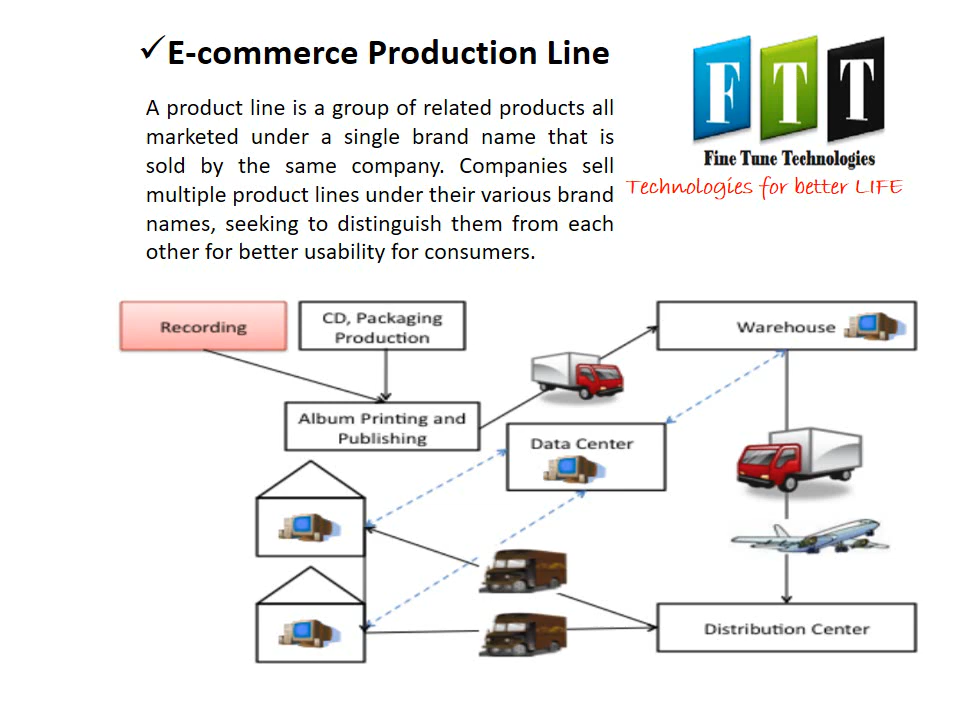 ✓E-commerce Production Line
A product line is a group of related products all
marketed under a single brand name that is
sold by the same company. Companies sell
multiple product lines under their various brand
names, seeking to distinguish them from each
other for better usability for consumers.
F T T
Fine Tune Technologies
Technologies for better LIFE
Recording
CD, Packaging
Production
Warehouse
Album Printing and
Publishing
Data Center
Distribution Center